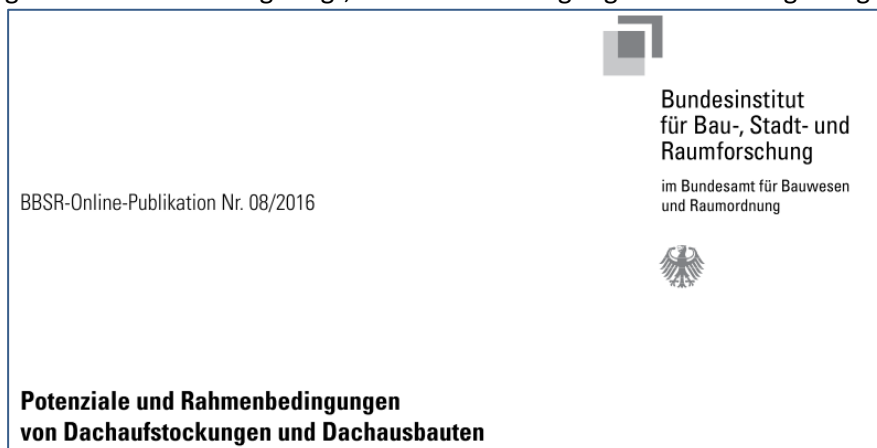 Bundesinstitut
für Bau-, Stadt- und
Raumforschung
im Bundesamt für Bauwesen
und Raumordnung
BBSR-Online-Publikation Nr. 08/2016
Potenziale und Rahmenbedingungen
von Dachaufstockungen und Dachausbauten